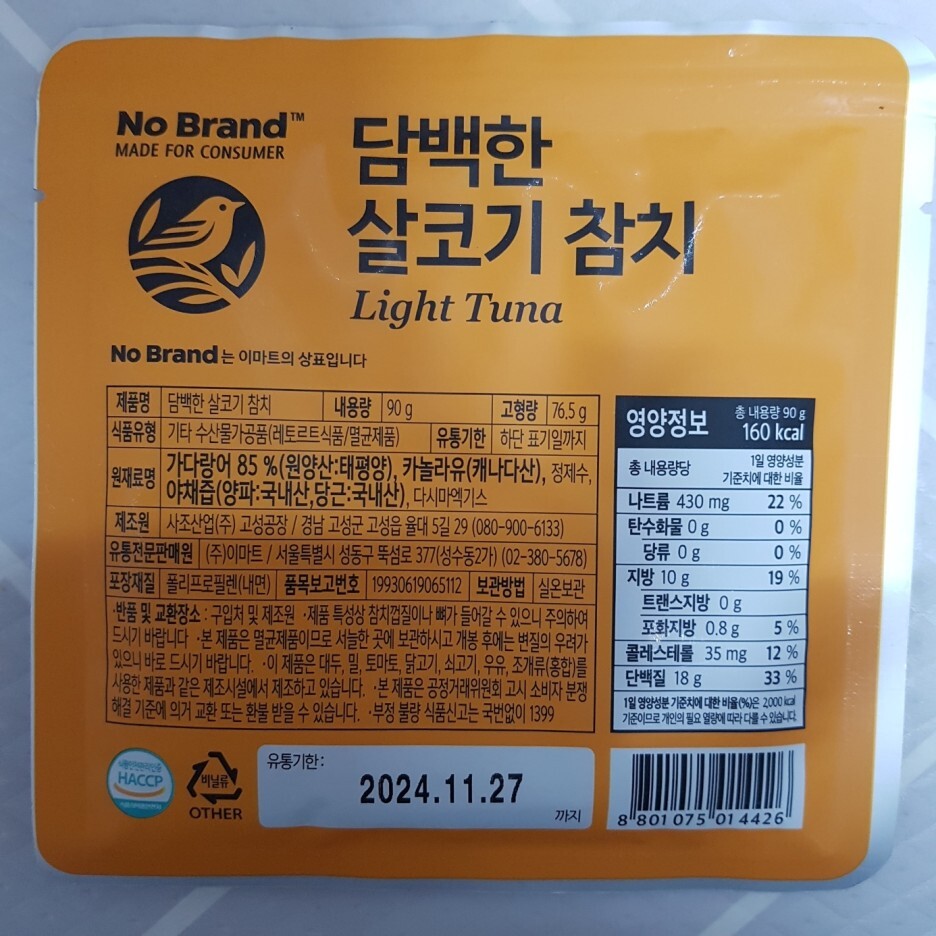 No Brand™
MADE FOR CONSUMER
담백한
살코기 참치
Light Tuna
No Brand는 이마트의 상표입니다
제품명 담백한 살코기 참치 내용량 90 g 고형량 76.5 g
식품유형 기타 수산물가공품(레토르트식품/멸균제품) 유통기한 하단 표기일까지
원재료명 가다랑어 85 %(원양산:태평양), 카놀라유(캐나다산), 정제수,
야채즙(양파:국내산,당근:국내산), 다시마엑기스
제조원 사조산업(주) 고성공장 / 경남 고성군 고성읍 율대 5길 29 (080-900-6133)
유통전문판매원 (주)이마트 / 서울특별시 성동구 뚝섬로 377(성수동2가) (02-380-5678)
포장재질 폴리프로필렌(내면) 품목보고번호 19930619065112 보관방법 실온보관
·반품 및 교환장소 : 구입처 및 제조원 ·제품 특성상 참치껍질이나 뼈가 들어갈 수 있으니 주의하여
드시기 바랍니다 ·본 제품은 멸균제품이므로 서늘한 곳에 보관하시고 개봉 후에는 변질의 우려가
있으니 바로 드시기 바랍니다. ·이 제품은 대두, 밀, 토마토, 닭고기, 쇠고기, 우유, 조개류(홍합)를
사용한 제품과 같은 제조시설에서 제조하고 있습니다. ·본 제품은 공정거래위원회 고시 소비자 분쟁
해결 기준에 의거 교환 또는 환불 받을 수 있습니다. ·부정 불량 식품신고는 국번없이 1399
영양정보 총 내용량 90 g
160 kcal
총 내용량당 1일 영양성분
기준치에 대한 비율
나트륨 430 mg 22 %
탄수화물 0 g 0 %
당류 0 g 0 %
지방 10 g 19 %
트랜스지방 0 g
포화지방 0.8 g 5 %
콜레스테롤 35 mg 12 %
단백질 18 g 33 %
1일 영양성분 기준치에 대한 비율(%)은 2,000 kcal
기준이므로 개인의 필요 열량에 따라 다를 수 있습니다.
HACCP
비닐류
OTHER
유통기한:
2024.11.27
까지
8 801075 014426